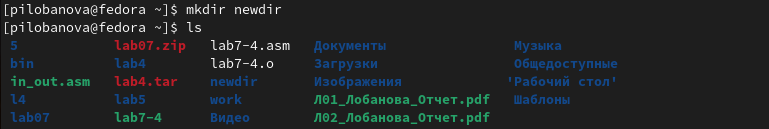 [pilobanova@fedora ~]$ mkdir newdir
[pilobanova@fedora ~]$ ls
5 lab07.zip lab7-4.asm Документы Музыка
bin lab4 lab7-4.o Загрузки Общедоступные
in_out.asm lab4.tar newdir Изображения 'Рабочий стол'
l4 lab5 work Л01_Лобанова_Отчет.pdf Шаблоны
lab07 lab7-4 Видео Л02_Лобанова_Отчет.pdf